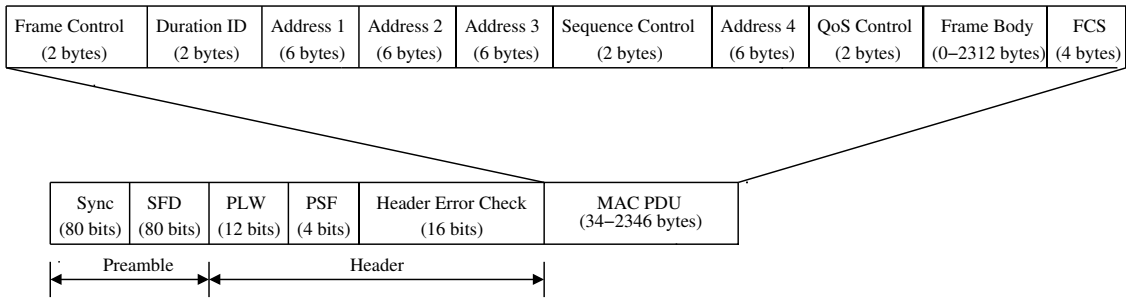 Frame Control Duration ID Address 1 Address 2 Address 3 Sequence Control Address 4 QoS Control Frame Body FCS
(2 bytes) (2 bytes) (6 bytes) (6 bytes) (6 bytes) (2 bytes) (6 bytes) (2 bytes) (0−2312 bytes) (4 bytes)
Sync SFD PLW PSF Header Error Check MAC PDU
(80 bits) (80 bits) (12 bits) (4 bits) (16 bits) (34−2346 bytes)
Preamble Header